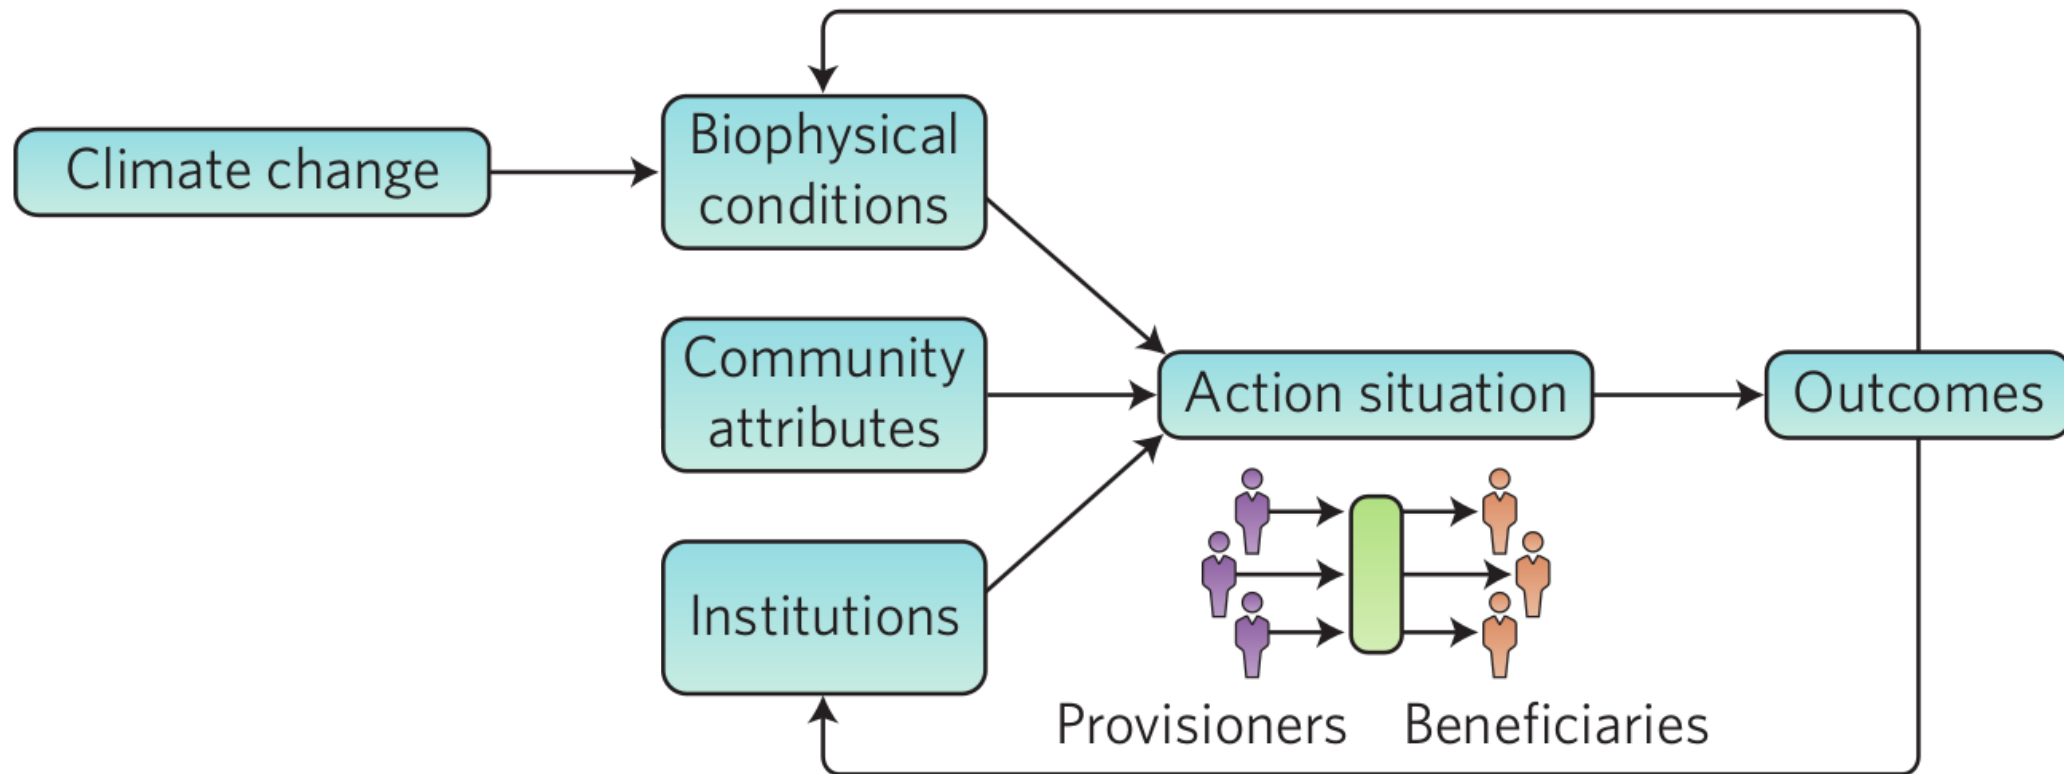 Climate change
Biophysical
conditions
Community
attributes
Institutions
Action situation
Outcomes
Provisioners
Beneficiaries